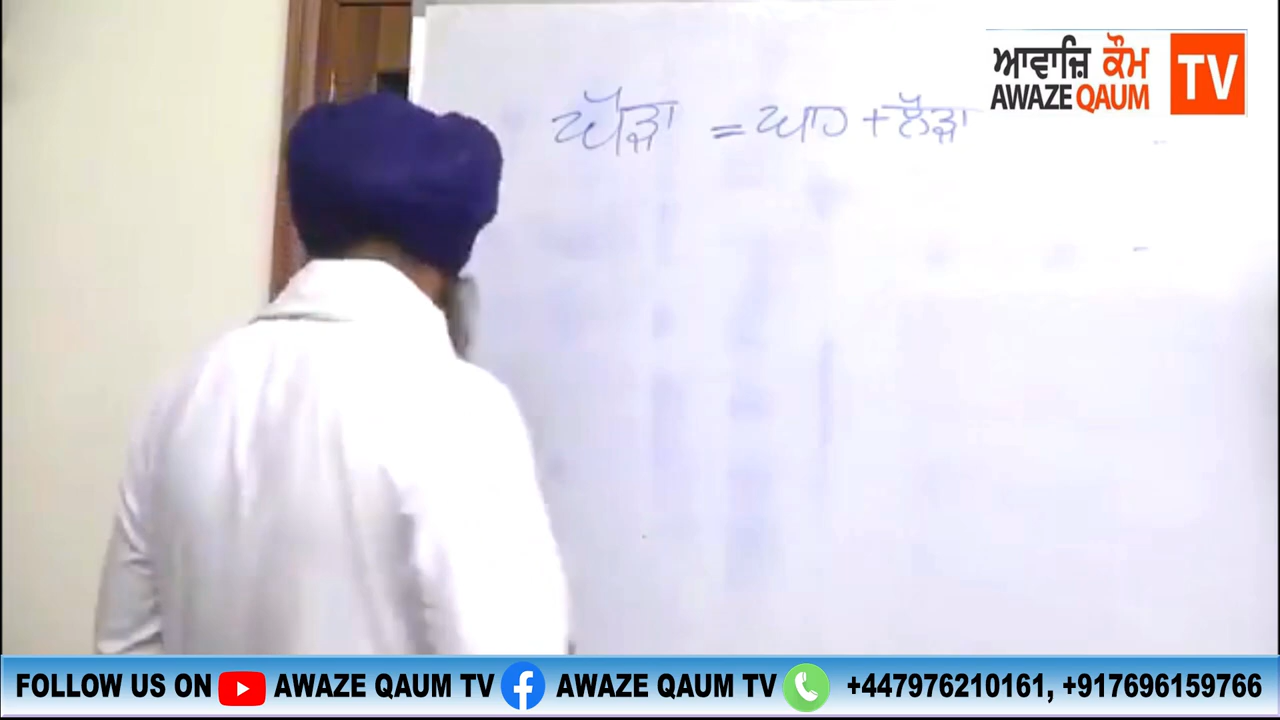 ਆਵਾਜ਼ਿ ਕੌਮ
AWAZE QAUM
TV
ਘੋੜਾ = ਘਾਹ + ਲੋੜਾ
FOLLOW US ON AWAZE QAUM TV AWAZE QAUM TV +447976210161, +917696159766